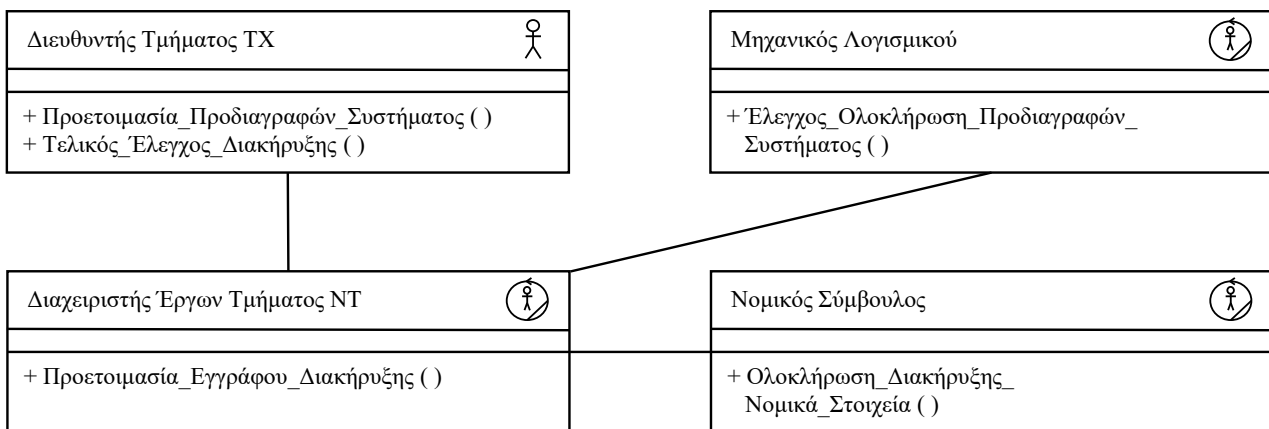 Διευθυντής Τμήματος ΤΧ
+ Προετοιμασία_Προδιαγραφών_Συστήματος ( )
+ Τελικός_Έλεγχος_Διακήρυξης ( )
Μηχανικός Λογισμικού
+ Έλεγχος_Ολοκλήρωση_Προδιαγραφών_
Συστήματος ( )
Διαχειριστής Έργων Τμήματος ΝΤ
+ Προετοιμασία_Εγγράφου_Διακήρυξης ( )
Νομικός Σύμβουλος
+ Ολοκλήρωση_Διακήρυξης_
Νομικά_Στοιχεία ( )